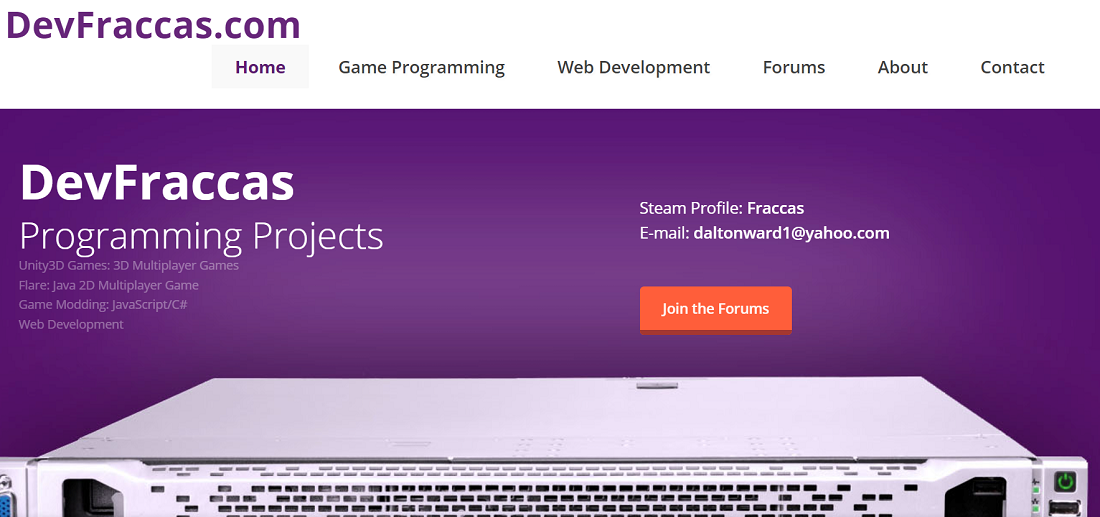 DevFraccas.com
Home Game Programming Web Development Forums About Contact
DevFraccas
Programming Projects
Unity3D Games: 3D Multiplayer Games
Flare: Java 2D Multiplayer Game
Game Modding: JavaScript/C#
Web Development
Steam Profile: Fraccas
E-mail: daltonward1@yahoo.com
Join the Forums